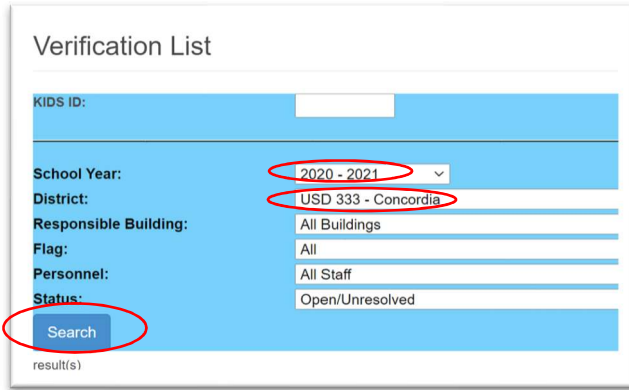 Verification List
KIDS ID:
School Year: 2020 - 2021
District: USD 333 - Concordia
Responsible Building: All Buildings
Flag: All
Personnel: All Staff
Status: Open/Unresolved
Search
result(s)